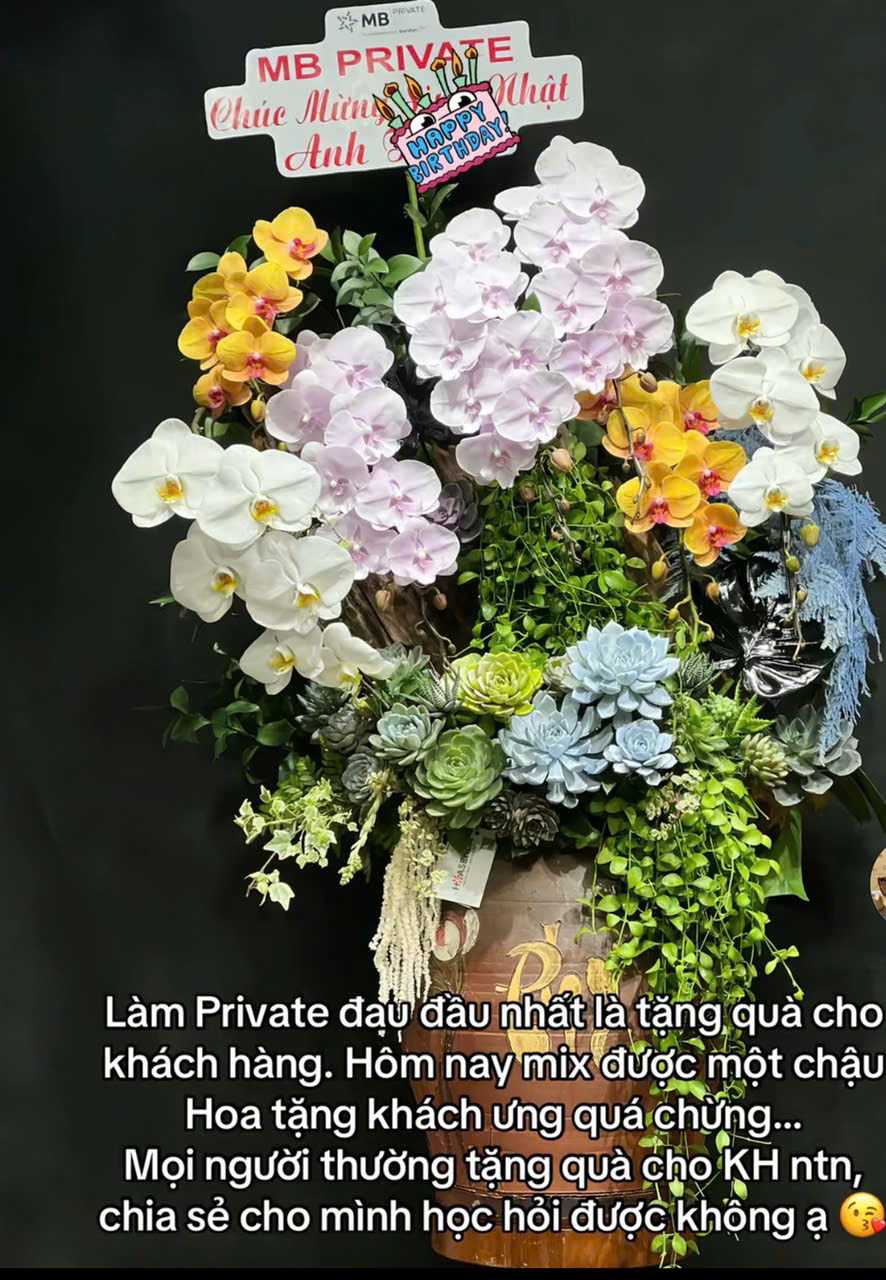 MB PRIVATE
MB PRIVATE
Chúc Mừng Nhật
Anh
HAPPY
BIRTHDAY!
Làm Private đau đầu nhất là tặng quà cho
khách hàng. Hôm nay mix được một chậu
Hoa tặng khách ưng quá chừng...
Mọi người thường tặng quà cho KH ntn,
chia sẻ cho mình học hỏi được không ạ 😘